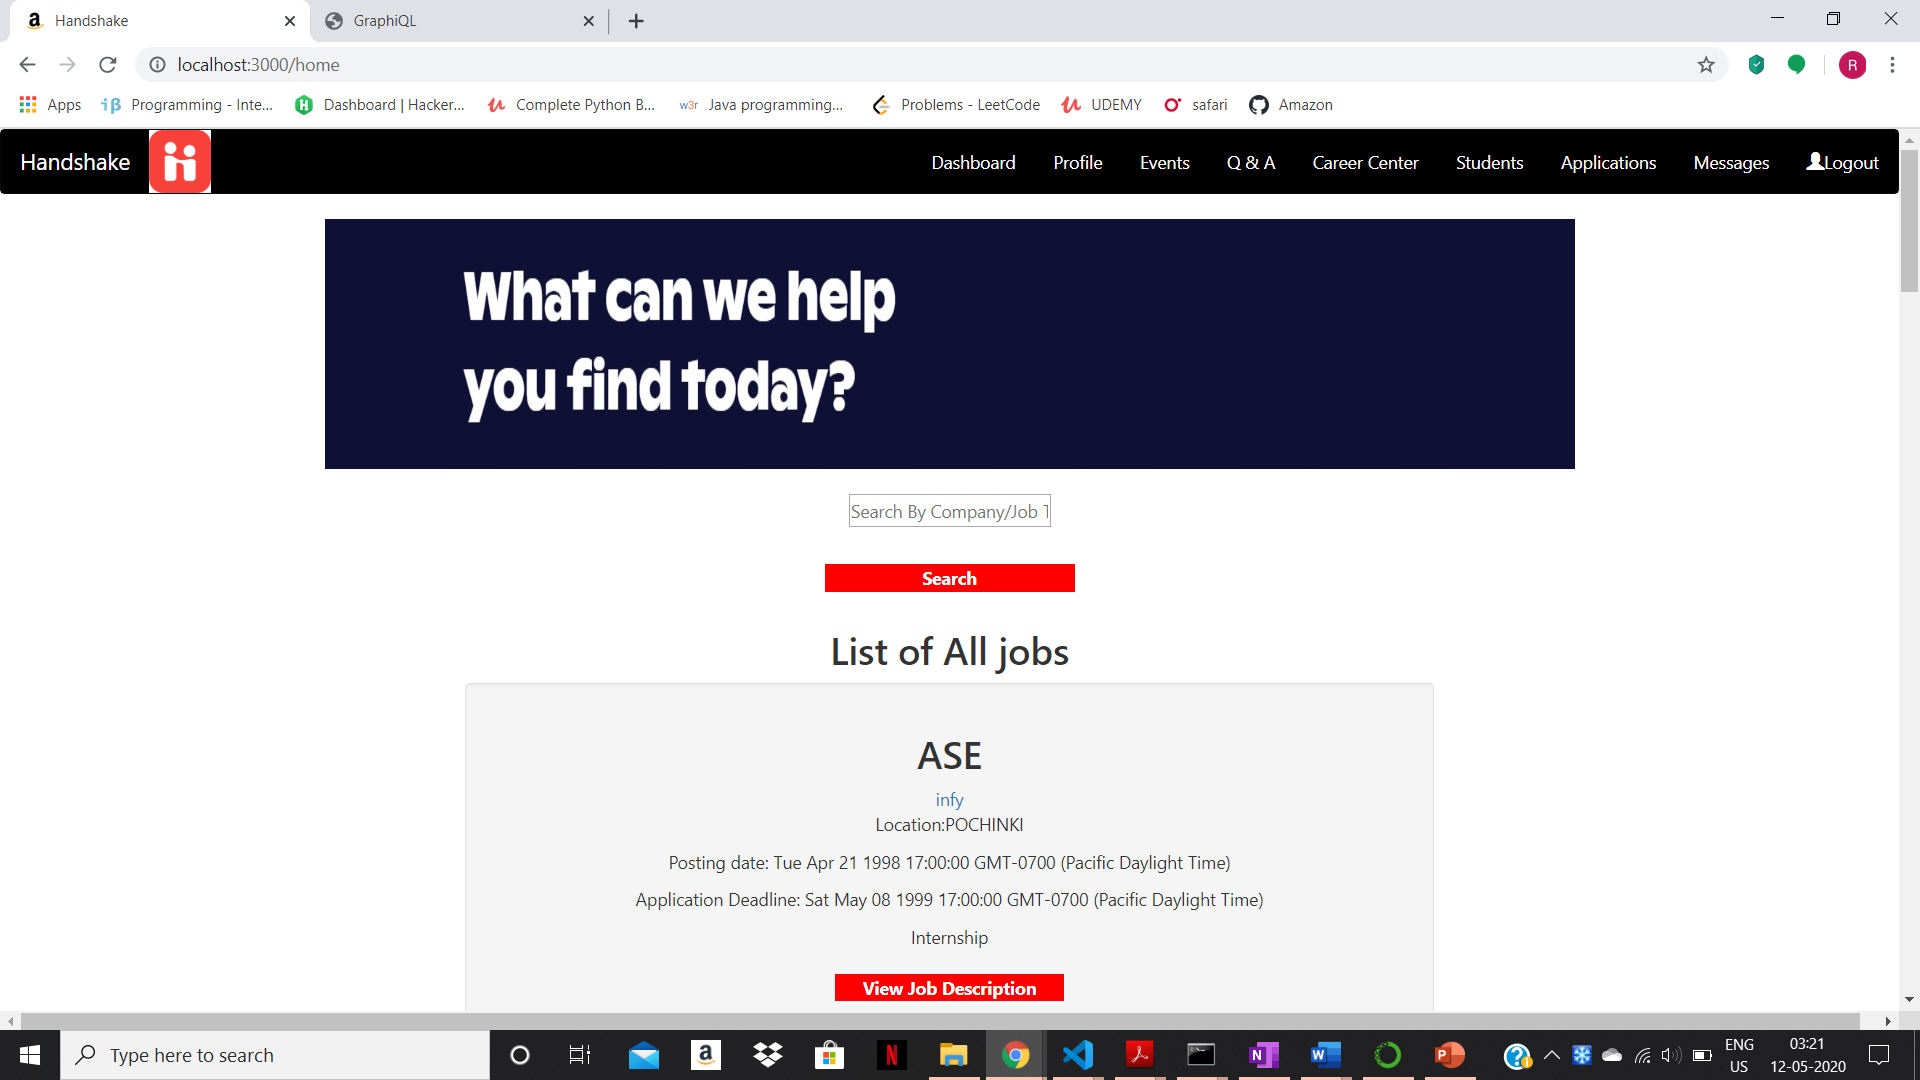 Handshake
GraphiQL
localhost:3000/home
R
Apps
Programming - Inte...
Dashboard | Hacker...
Complete Python B...
w3r
Java programming...
Problems - LeetCode
UDEMY
safari
Amazon
Handshake
Dashboard
Profile
Events
Q & A
Career Center
Students
Applications
Messages
Logout
What can we help
you find today?
Search By Company/Job T
Search
List of All jobs
ASE
infy
Location:POCHINKI
Posting date: Tue Apr 21 1998 17:00:00 GMT-0700 (Pacific Daylight Time)
Application Deadline: Sat May 08 1999 17:00:00 GMT-0700 (Pacific Daylight Time)
Internship
View Job Description
Type here to search
ENG
US
03:21
12-05-2020